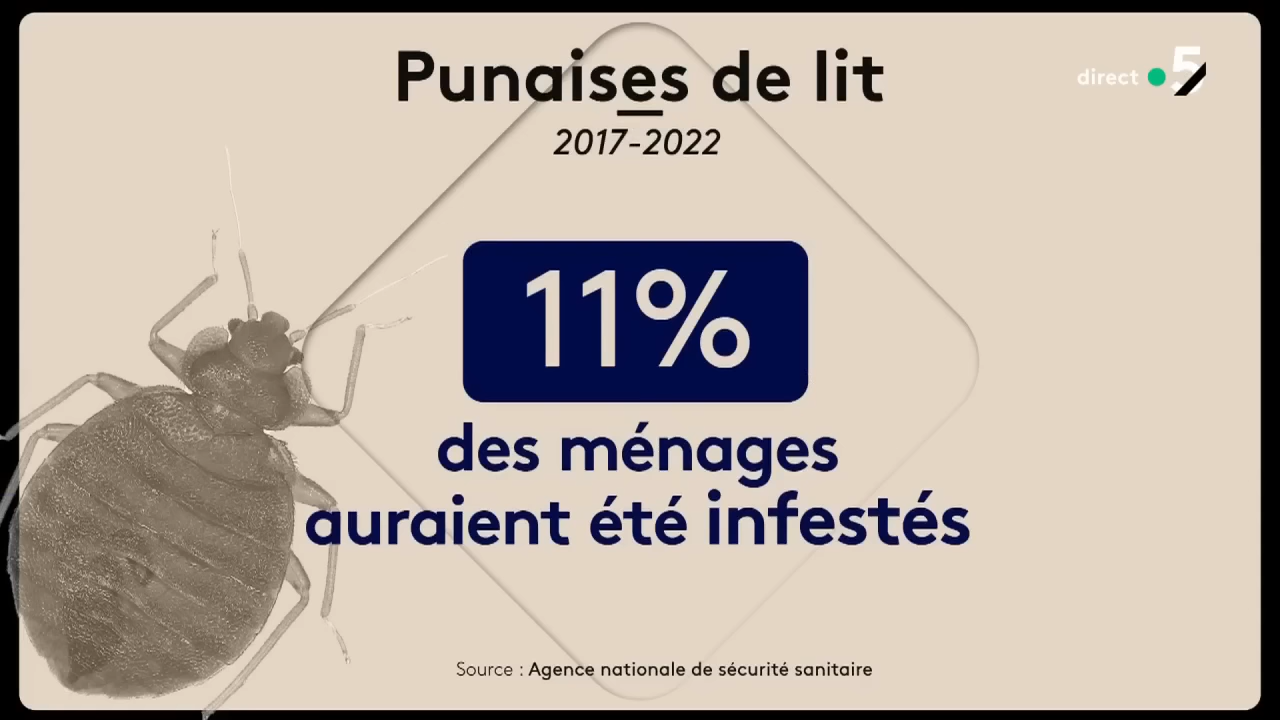 Punaises de lit
direct 5
2017-2022
11%
des ménages
auraient été infestés
Source : Agence nationale de sécurité sanitaire